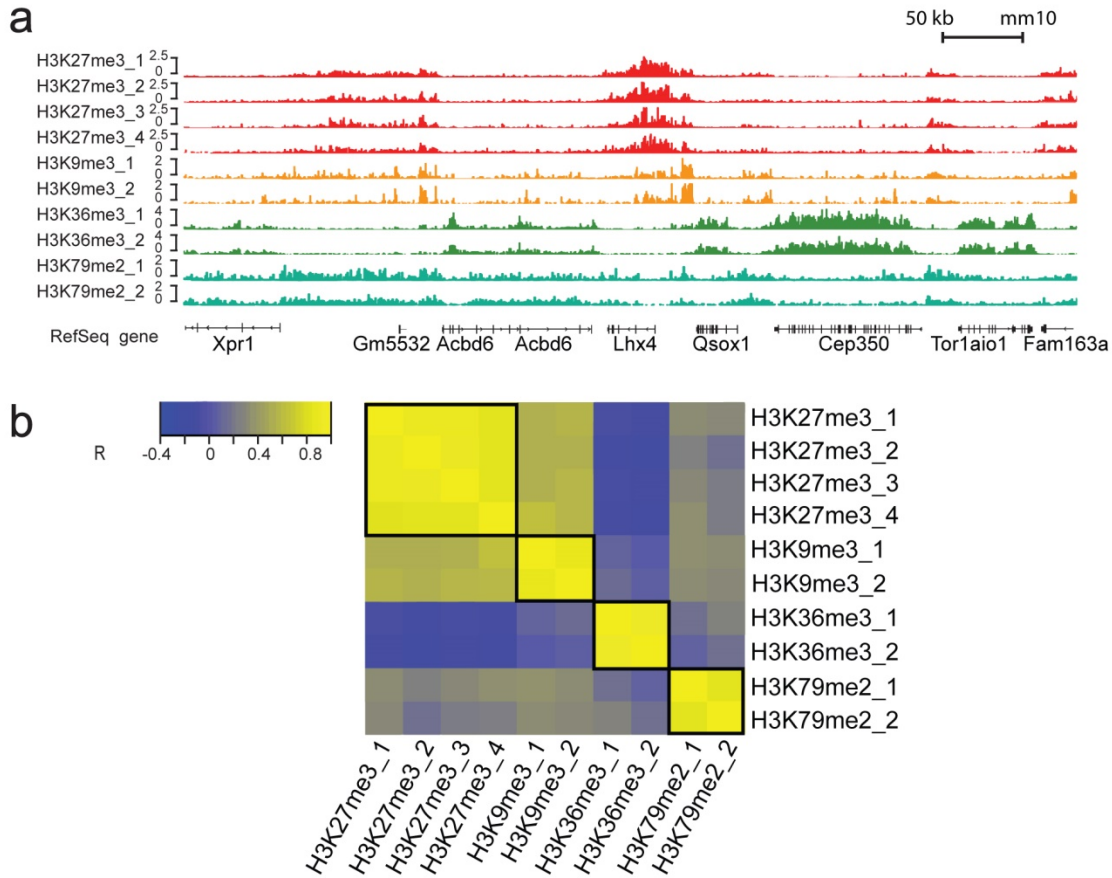 a
50 kb mm10
H3K27me3_1 2.5 0
H3K27me3_2 2.5 0
H3K27me3_3 2.5 0
H3K27me3_4 2.5 0
H3K9me3_1 2 0
H3K9me3_2 2 0
H3K36me3_1 4 0
H3K36me3_2 4 0
H3K79me2_1 2 0
H3K79me2_2 2 0
RefSeq gene
Xpr1 Gm5532 Acbd6 Acbd6 Lhx4 Qsox1 Cep350 Tor1aio1 Fam163a
b
R -0.4 0 0.4 0.8
H3K27me3_1
H3K27me3_2
H3K27me3_3
H3K27me3_4
H3K9me3_1
H3K9me3_2
H3K36me3_1
H3K36me3_2
H3K79me2_1
H3K79me2_2
H3K27me3_1
H3K27me3_2
H3K27me3_3
H3K27me3_4
H3K9me3_1
H3K9me3_2
H3K36me3_1
H3K36me3_2
H3K79me2_1
H3K79me2_2